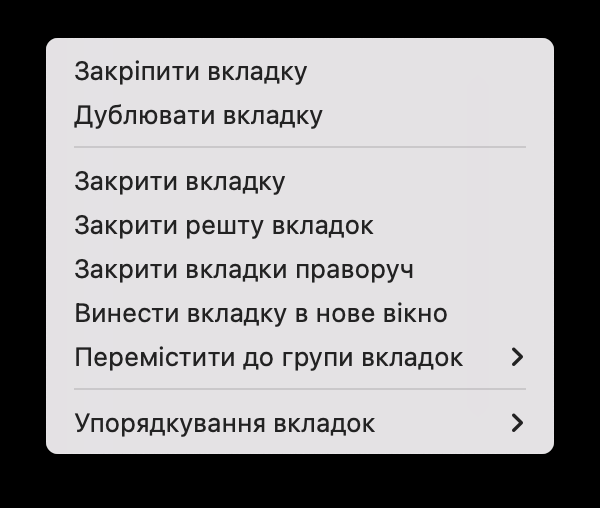 Закріпити вкладку
Дублювати вкладку
Закрити вкладку
Закрити решту вкладок
Закрити вкладки праворуч
Винести вкладку в нове вікно
Перемістити до групи вкладок
Упорядкування вкладок